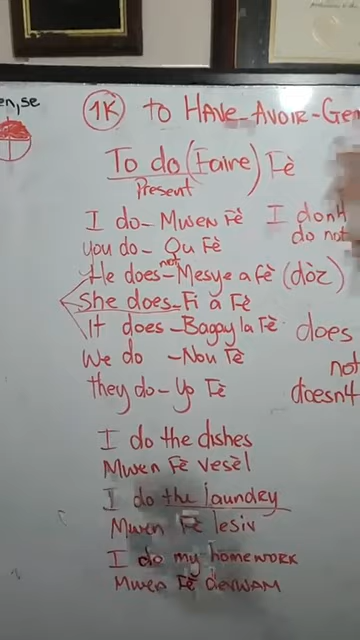 en, se
1K to HAVE-AVOIR-Gen
To do (Faire) Fè
Present
I do - Mwen Fè I don't
do not
you do - Ou Fè
not
He does - Mesye a fè (dòz)
She does - Fi a Fè
It does - Bagay la Fè does
We do - Nou Fè not
they do - Yo Fè doesn't
I do the dishes
Mwen Fè vesèl
I do the laundry
Mwen Fè lesiv
I do my homework
Mwen Fè devwam